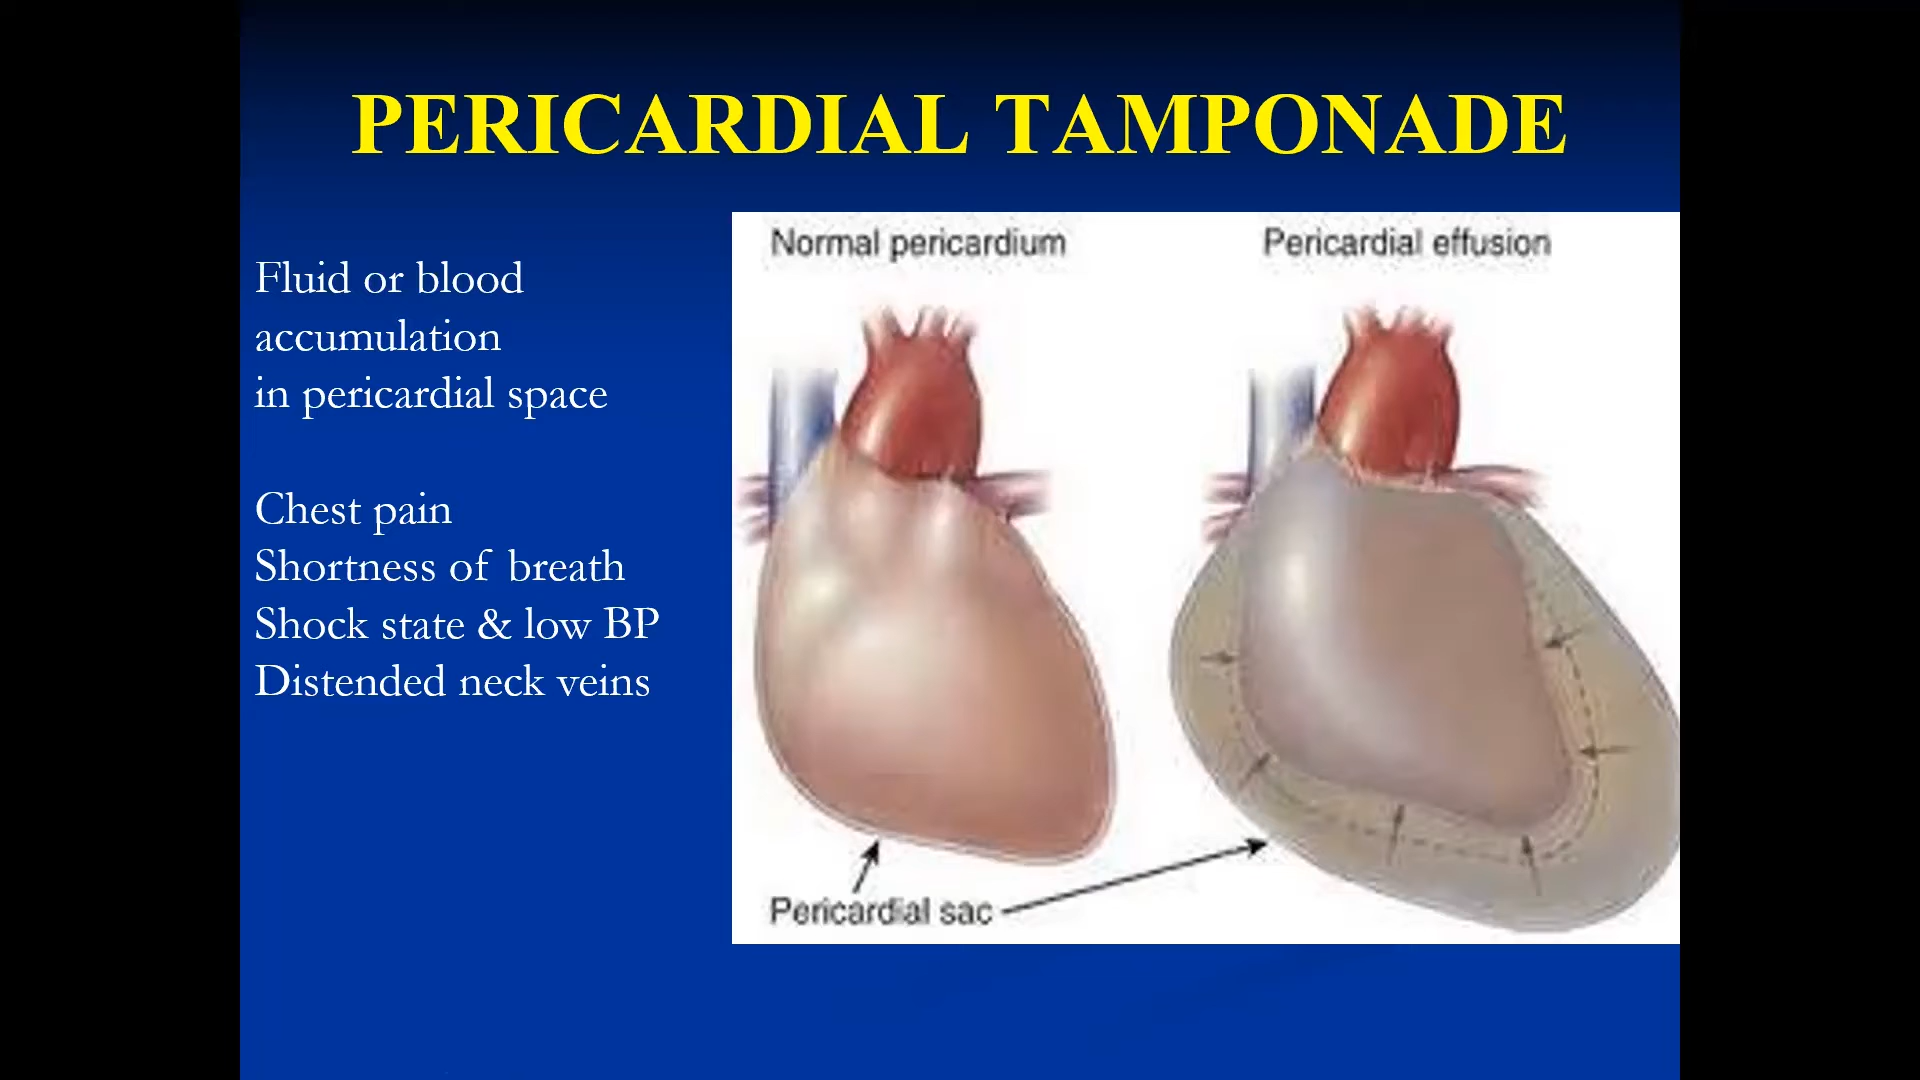 PERICARDIAL TAMPONADE
Fluid or blood
accumulation
in pericardial space
Chest pain
Shortness of breath
Shock state & low BP
Distended neck veins
Normal pericardium
Pericardial effusion
Pericardial sac